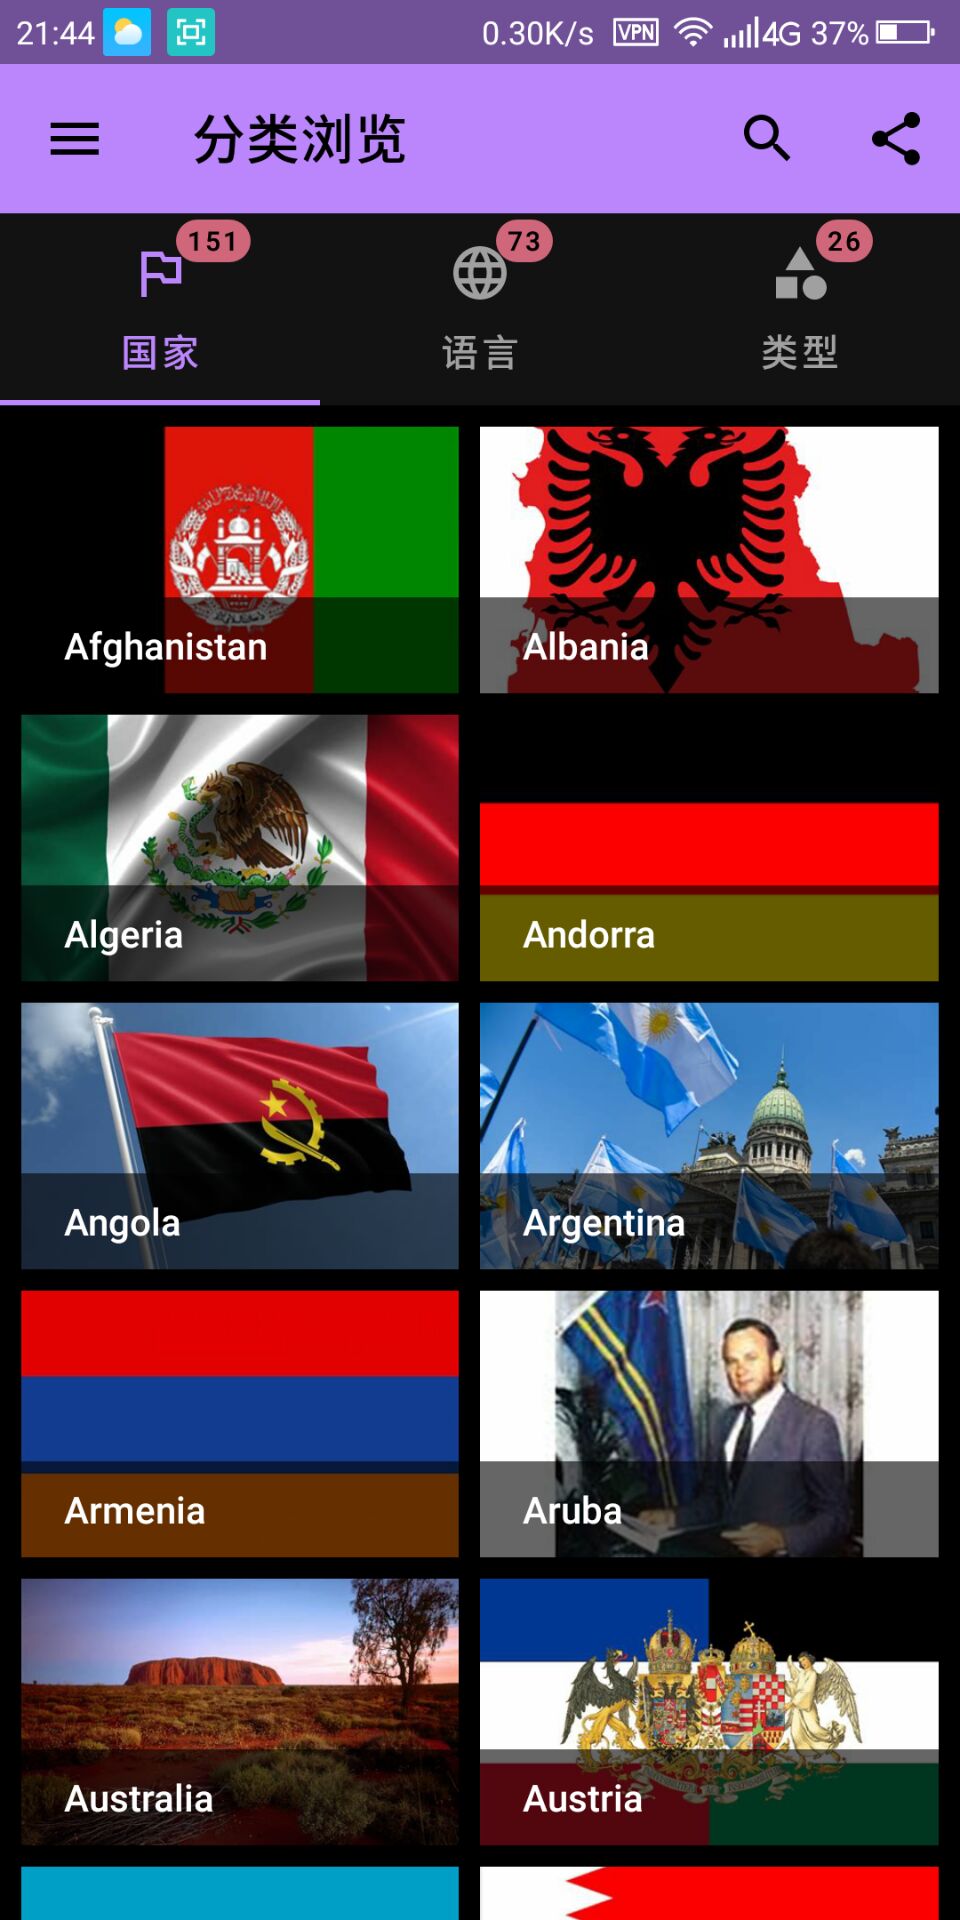 21:44 0.30K/s VPN 4G 37%
分类浏览
151 73 26
国家 语言 类型
Afghanistan Albania
Algeria Andorra
Angola Argentina
Armenia Aruba
Australia Austria